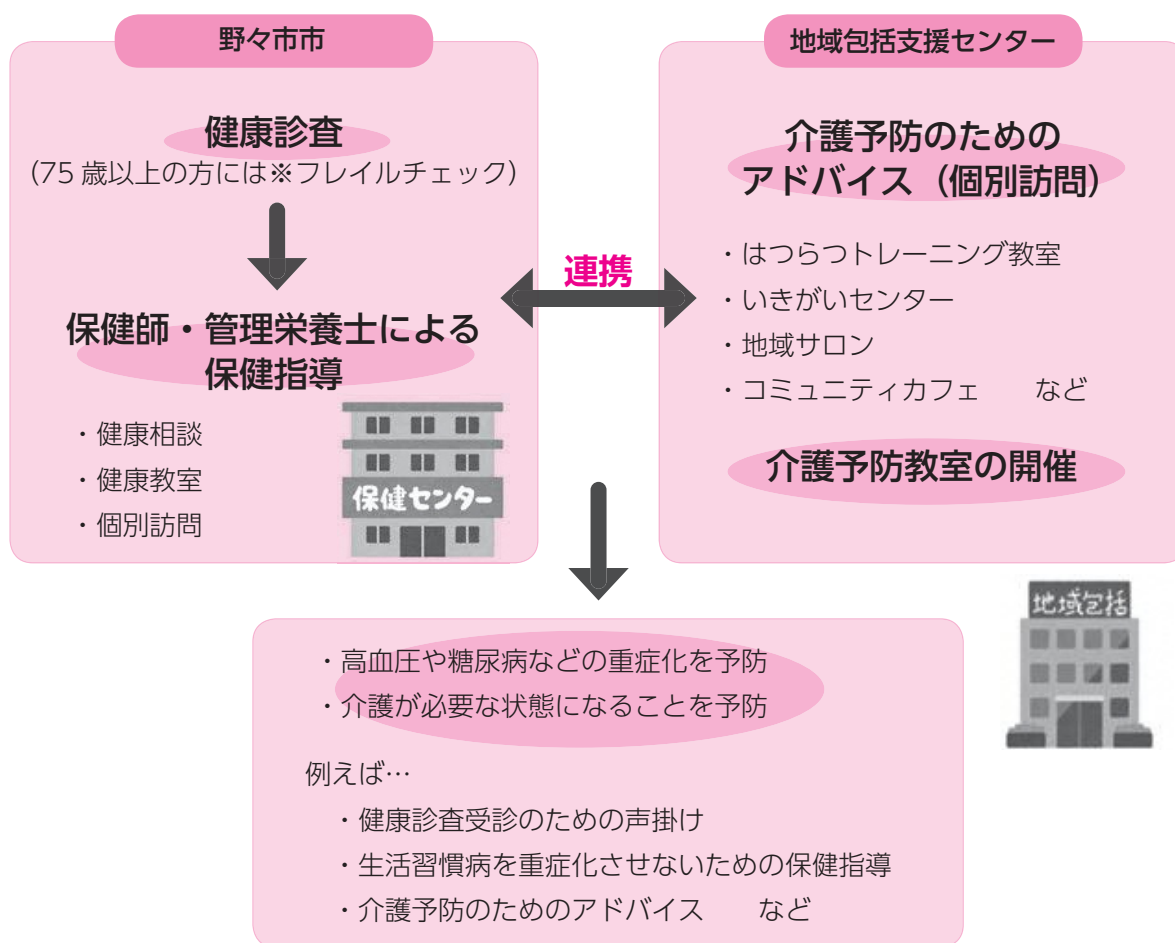 野々市市
健康診査
（75 歳以上の方には※フレイルチェック）
保健師・管理栄養士による
保健指導
・健康相談
・健康教室
・個別訪問
保健センター
連携
地域包括支援センター
介護予防のための
アドバイス（個別訪問）
・はつらつトレーニング教室
・いきがいセンター
・地域サロン
・コミュニティカフェ　　など
介護予防教室の開催
地域包括
・高血圧や糖尿病などの重症化を予防
・介護が必要な状態になることを予防
例えば…
・健康診査受診のための声掛け
・生活習慣病を重症化させないための保健指導
・介護予防のためのアドバイス　　など